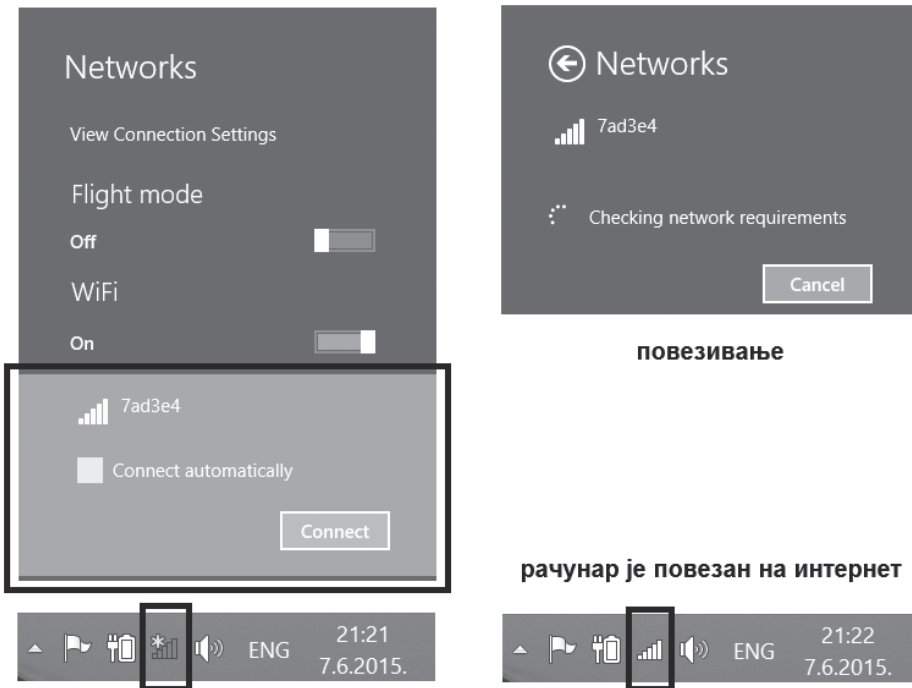 Networks
View Connection Settings
Flight mode
Off
WiFi
On
7ad3e4
Connect automatically
Connect
ENG
21:21
7.6.2015.
Networks
7ad3e4
Checking network requirements
Cancel
повезивање
рачунар је повезан на интернет
ENG
21:22
7.6.2015.